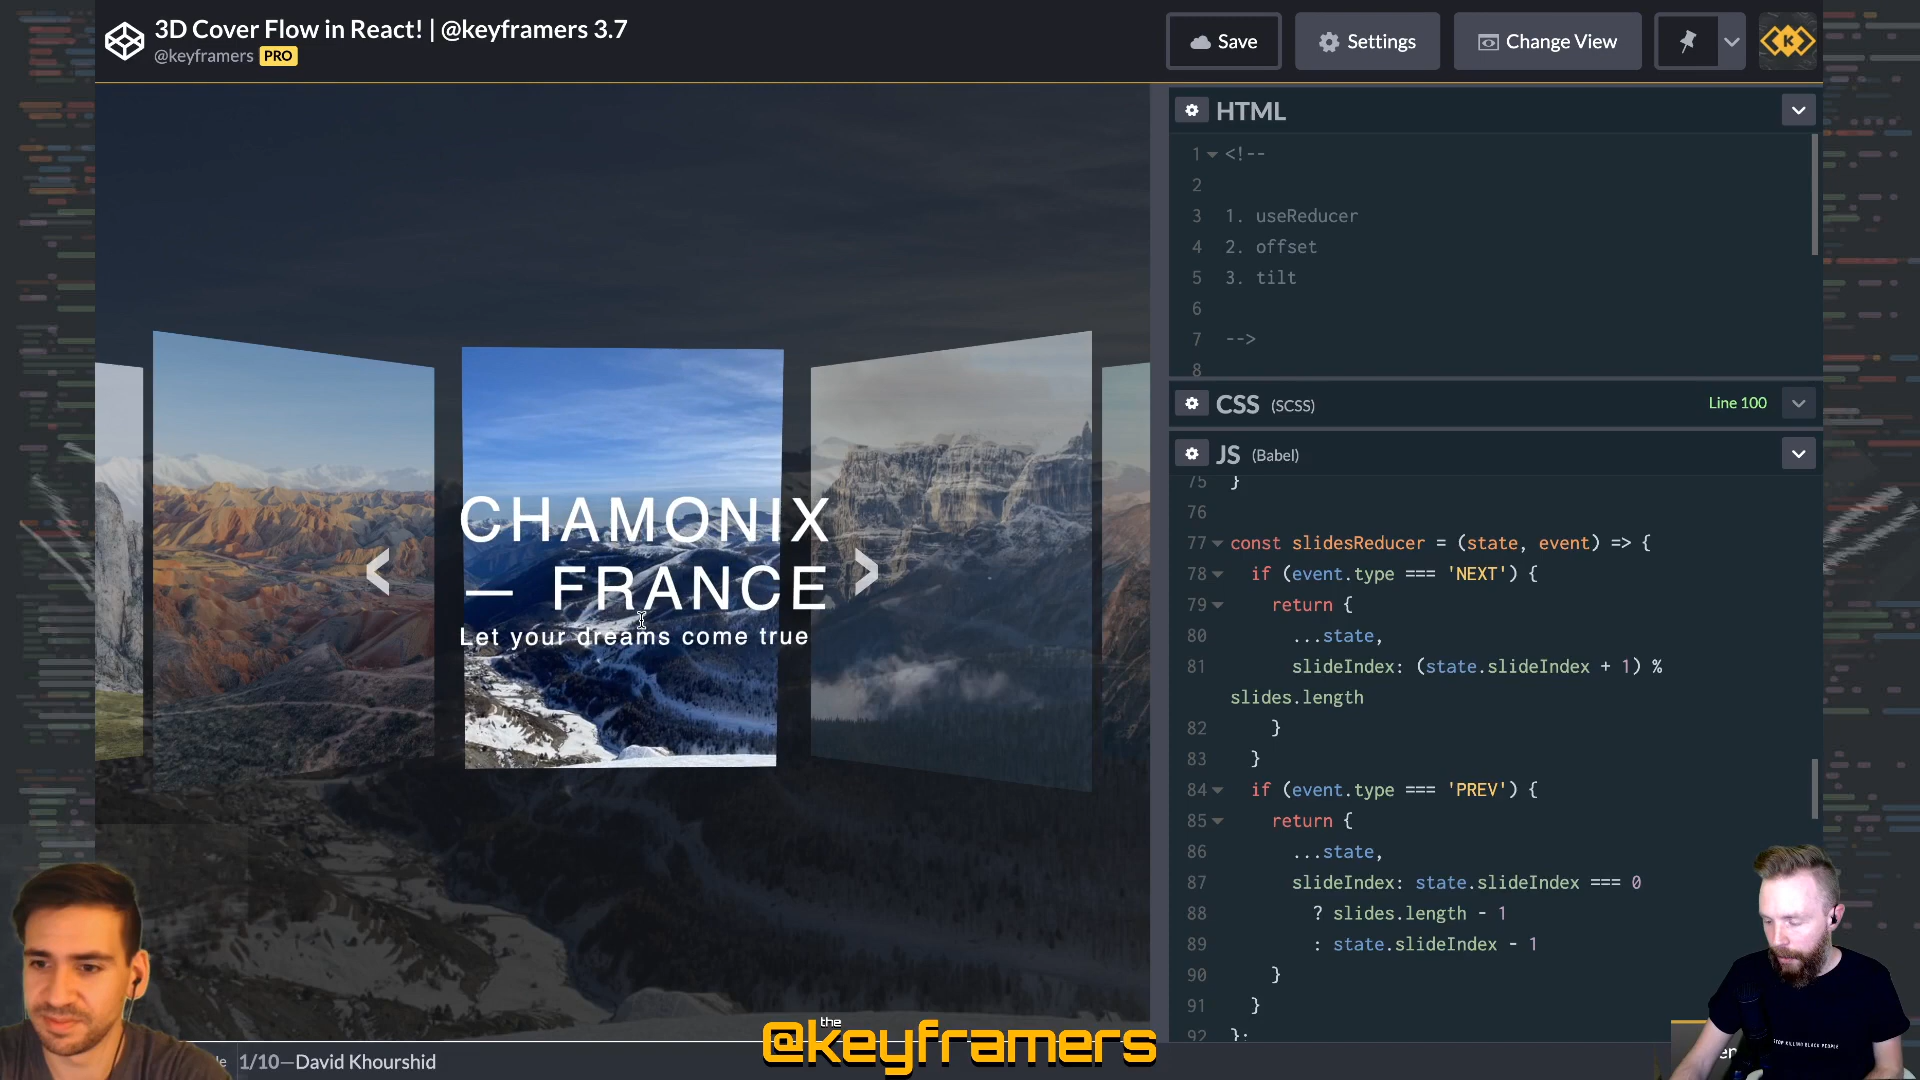 3D Cover Flow in React! | @keyframers 3.7
@keyframers PRO
Save
Settings
Change View
K
HTML
1 <!--
2
3 1. useReducer
4 2. offset
5 3. tilt
6
7 -->
8
CSS (SCSS)
Line 100
JS (Babel)
75 }
76
77 const slidesReducer = (state, event) => {
78 if (event.type === 'NEXT') {
79 return {
80 ...state,
81 slideIndex: (state.slideIndex + 1) %
slides.length
82 }
83 }
84 if (event.type === 'PREV') {
85 return {
86 ...state,
87 slideIndex: state.slideIndex === 0
88 ? slides.length - 1
89 : state.slideIndex - 1
90 }
91 }
92 };
CHAMONIX
— FRANCE
Let your dreams come true
< >
the
@keyframers
1/10—David Khourshid
STOP KILLING BLACK PEOPLE